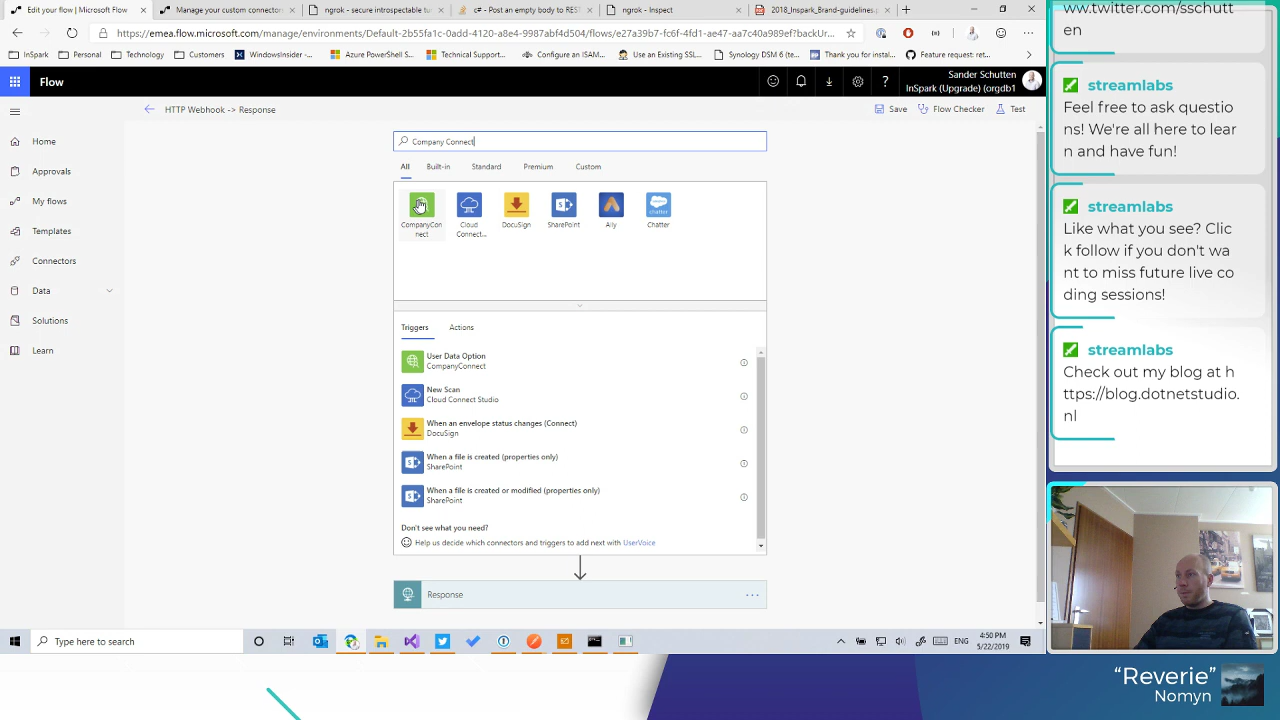 Edit your flow | Microsoft Flow
Manage your custom connectors
ngrok - secure introspectable tu
c# - Post an empty body to REST
ngrok - Inspect
2018_Inspark_Brand-guidelines.p
https://emea.flow.microsoft.com/manage/environments/Default-2b55fa1c-0add-4120-a8e4-9987abf4d504/flows/e27a39b7-fc6f-4fd1-ae47-aa7c40a989ef?backUr
InSpark
Personal
Technology
Customers
WindowsInsider
Azure PowerShell
Technical Support...
Configure an ISAM...
Use an Existing SSL...
Synology DSM 6 (te...
Thank you for instal...
Feature request: ret...
Flow
Sander Schutten
InSpark (Upgrade) (orgdb1
HTTP Webhook -> Response
Save
Flow Checker
Test
Home
Approvals
My flows
Templates
Connectors
Data
Solutions
Learn
Company Connect
All
Built-in
Standard
Premium
Custom
CompanyCon
nect
Cloud
Connect...
DocuSign
SharePoint
Ally
chatter
Chatter
Triggers
Actions
User Data Option
CompanyConnect
New Scan
Cloud Connect Studio
When an envelope status changes (Connect)
DocuSign
When a file is created (properties only)
SharePoint
When a file is created or modified (properties only)
SharePoint
Don't see what you need?
Help us decide which connectors and triggers to add next with UserVoice
Response
Type here to search
ENG
4:50 PM
5/22/2019
ww.twitter.com/sschutt
en
streamlabs
Feel free to ask questio
ns! We're all here to lear
n and have fun!
streamlabs
Like what you see? Clic
k follow if you don't wa
nt to miss future live co
ding sessions!
streamlabs
Check out my blog at h
ttps://blog.dotnetstudio.
nl
“Reverie”
Nomyn